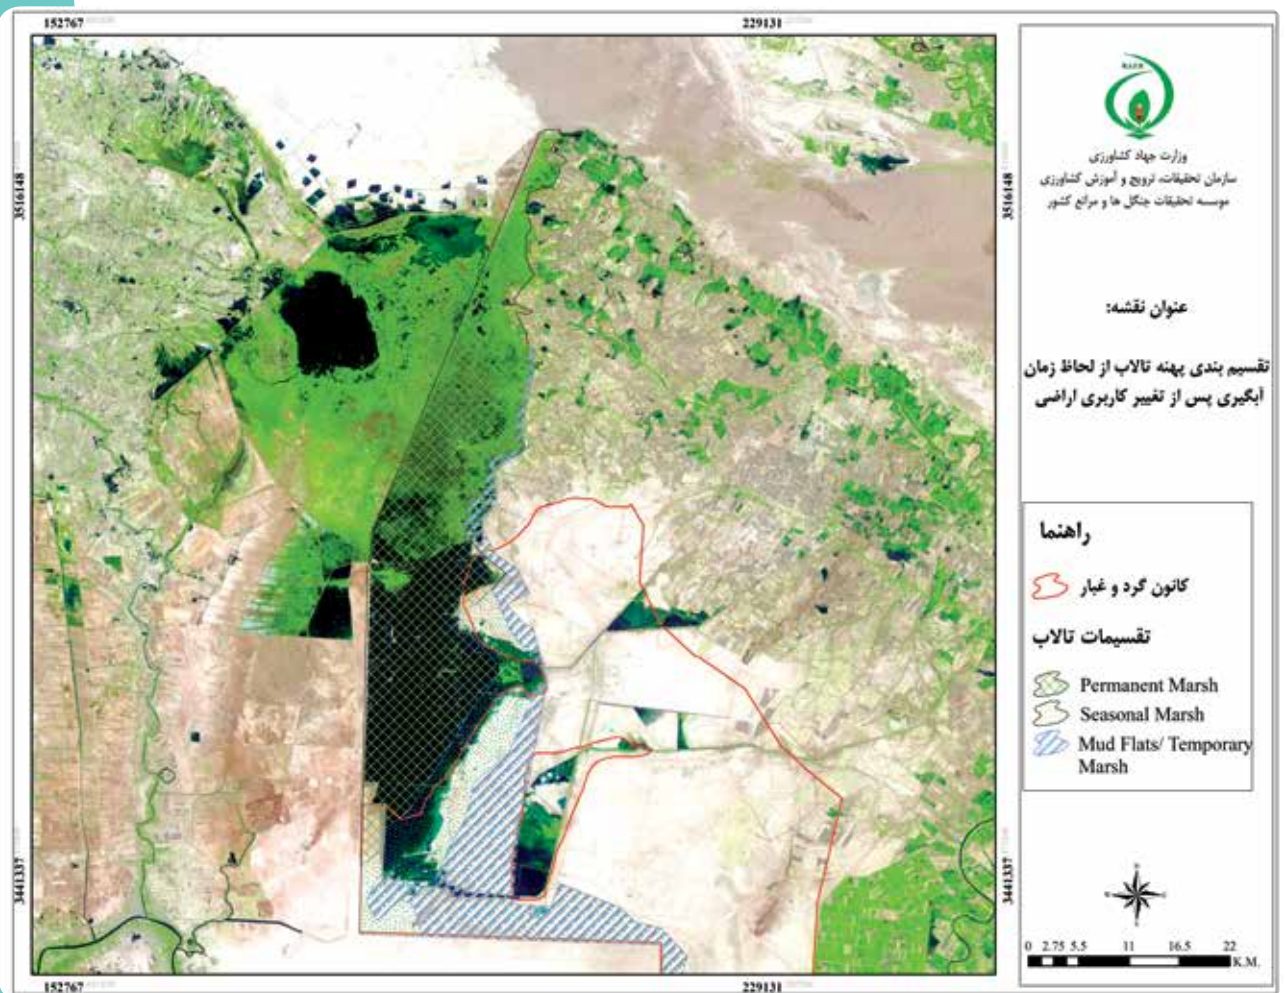 152767
229131
3516148
3516148
3441337
3441337
152767
229131
وزارت جهاد کشاورزی
سازمان تحقیقات، ترویج و آموزش کشاورزی
موسسه تحقیقات جنگل ها و مراتع کشور
عنوان نقشه:
تقسیم بندی پهنه تالاب از لحاظ زمان
آبگیری پس از تغییر کاربری اراضی
راهنما
کانون گرد و غبار
تقسیمات تالاب
Permanent Marsh
Seasonal Marsh
Mud Flats/ Temporary
Marsh
0 2.75 5.5 11 16.5 22
K.M.